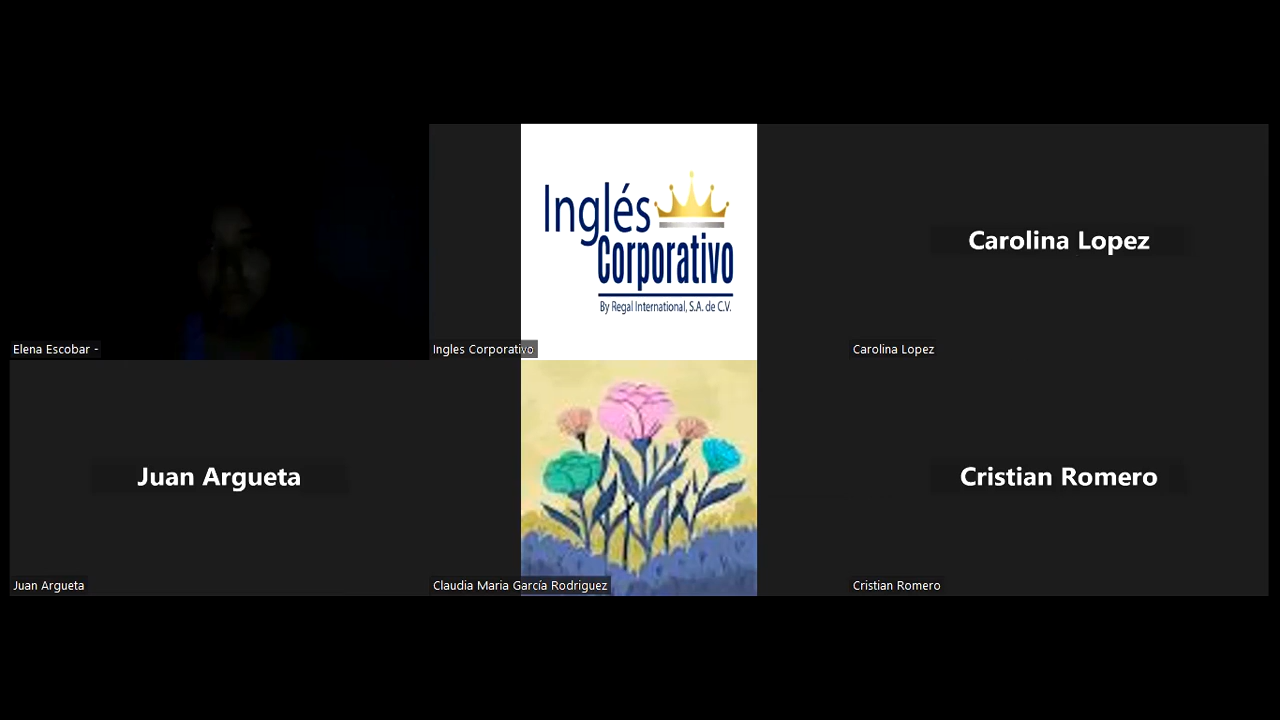 Inglés
Corporativo
By Regal International, S.A. de C.V.
Carolina Lopez
Elena Escobar -
Ingles Corporativo
Carolina Lopez
Juan Argueta
Cristian Romero
Juan Argueta
Claudia Maria García Rodriguez
Cristian Romero